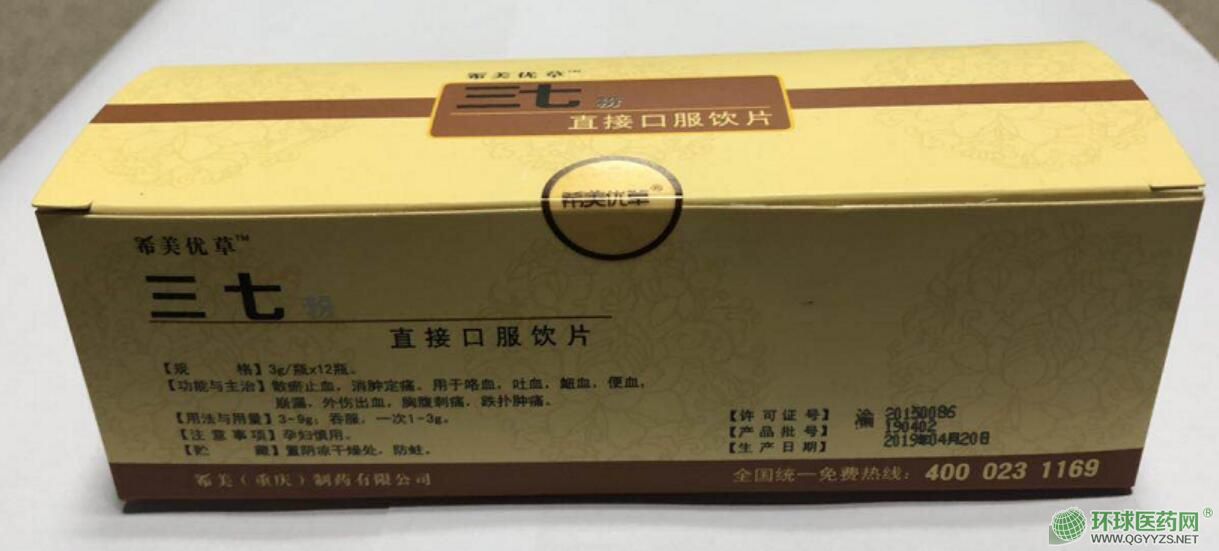 希美优草™
三七 粉
直接口服饮片
希美优草®
希美优草™
三七 粉
直接口服饮片
【规 格】3g/瓶x12瓶。
【功能与主治】散瘀止血，消肿定痛。用于咯血，吐血，衄血，便血，
崩漏，外伤出血，胸腹刺痛，跌扑肿痛。
【用法与用量】3-9g；吞服，一次1-3g。
【注意事项】孕妇慎用。
【贮 藏】置阴凉干燥处，防蛀。
【许可证号】渝 20150086
【产品批号】190402
【生产日期】2019年04月20日
希美（重庆）制药有限公司
全国统一免费热线：400 023 1169
环球医药网®
WWW.QGYYZS.NET